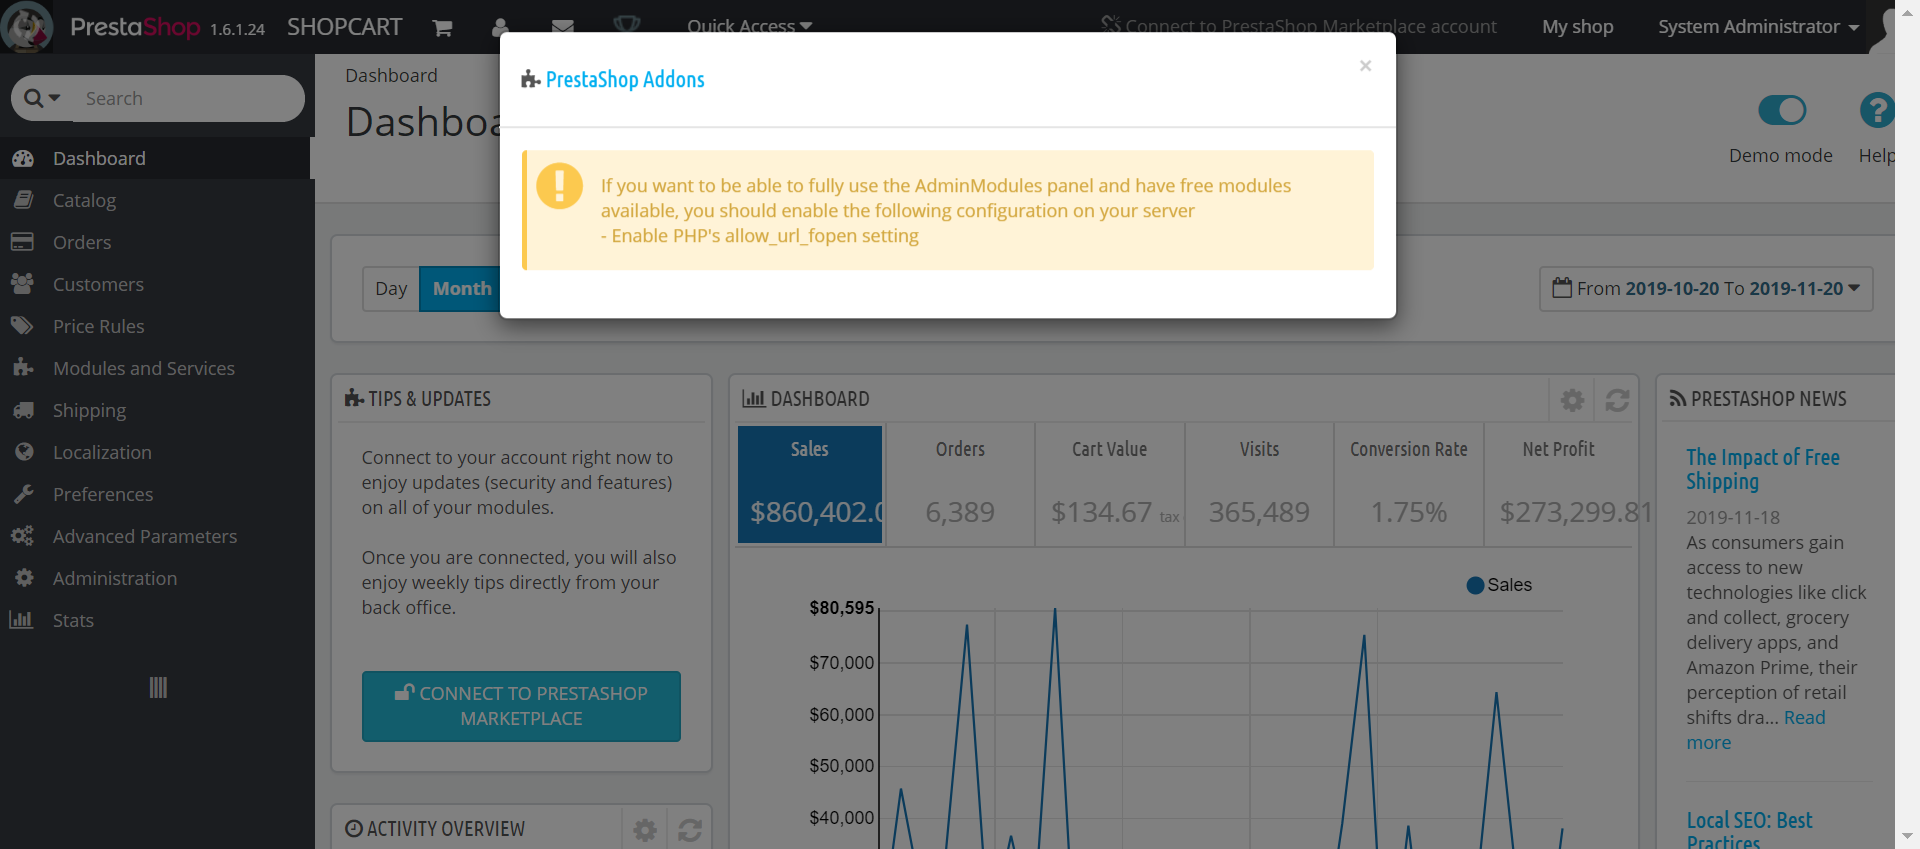 PrestaShop 1.6.1.24 SHOPCART Quick Access Connect to PrestaShop Marketplace account My shop System Administrator
Search
Dashboard
Catalog
Orders
Customers
Price Rules
Modules and Services
Shipping
Localization
Preferences
Advanced Parameters
Administration
Stats
Dashboard
Demo mode Help
PrestaShop Addons ×
If you want to be able to fully use the AdminModules panel and have free modules
available, you should enable the following configuration on your server
- Enable PHP's allow_url_fopen setting
Day Month
From 2019-10-20 To 2019-11-20
TIPS & UPDATES
Connect to your account right now to
enjoy updates (security and features)
on all of your modules.
Once you are connected, you will also
enjoy weekly tips directly from your
back office.
CONNECT TO PRESTASHOP
MARKETPLACE
ACTIVITY OVERVIEW
DASHBOARD
Sales Orders Cart Value Visits Conversion Rate Net Profit
$860,402.0 6,389 $134.67 tax 365,489 1.75% $273,299.81
Sales
$80,595
$70,000
$60,000
$50,000
$40,000
PRESTASHOP NEWS
The Impact of Free
Shipping
2019-11-18
As consumers gain
access to new
technologies like click
and collect, grocery
delivery apps, and
Amazon Prime, their
perception of retail
shifts dra... Read
more
Local SEO: Best
Practices